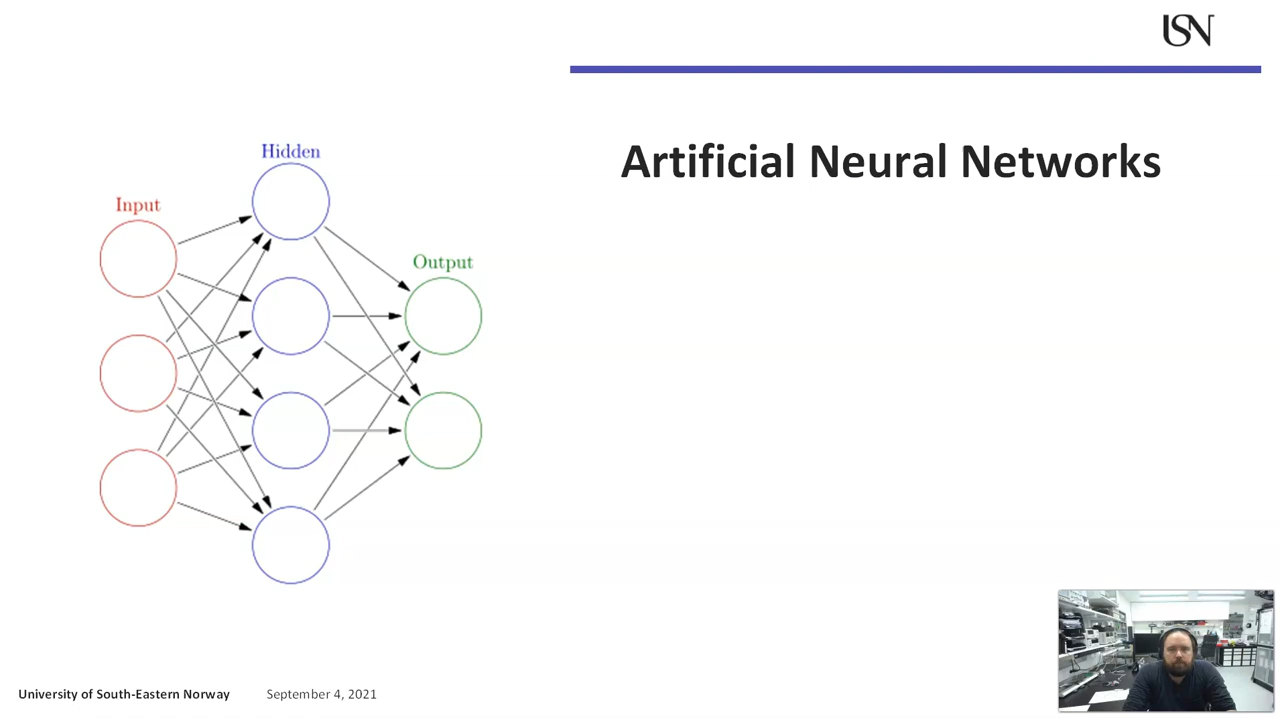 USN
Artificial Neural Networks
Hidden
Input
Output
University of South-Eastern Norway September 4, 2021